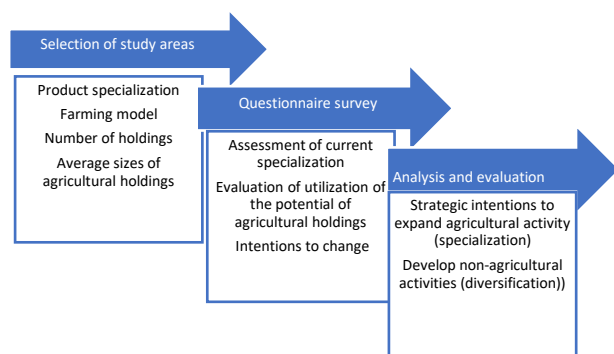 Selection of study areas
Product specialization
Farming model
Number of holdings
Average sizes of
agricultural holdings
Questionnaire survey
Assessment of current
specialization
Evaluation of utilization of
the potential of
agricultural holdings
Intentions to change
Analysis and evaluation
Strategic intentions to
expand agricultural activity
(specialization)
Develop non-agricultural
activities (diversification))